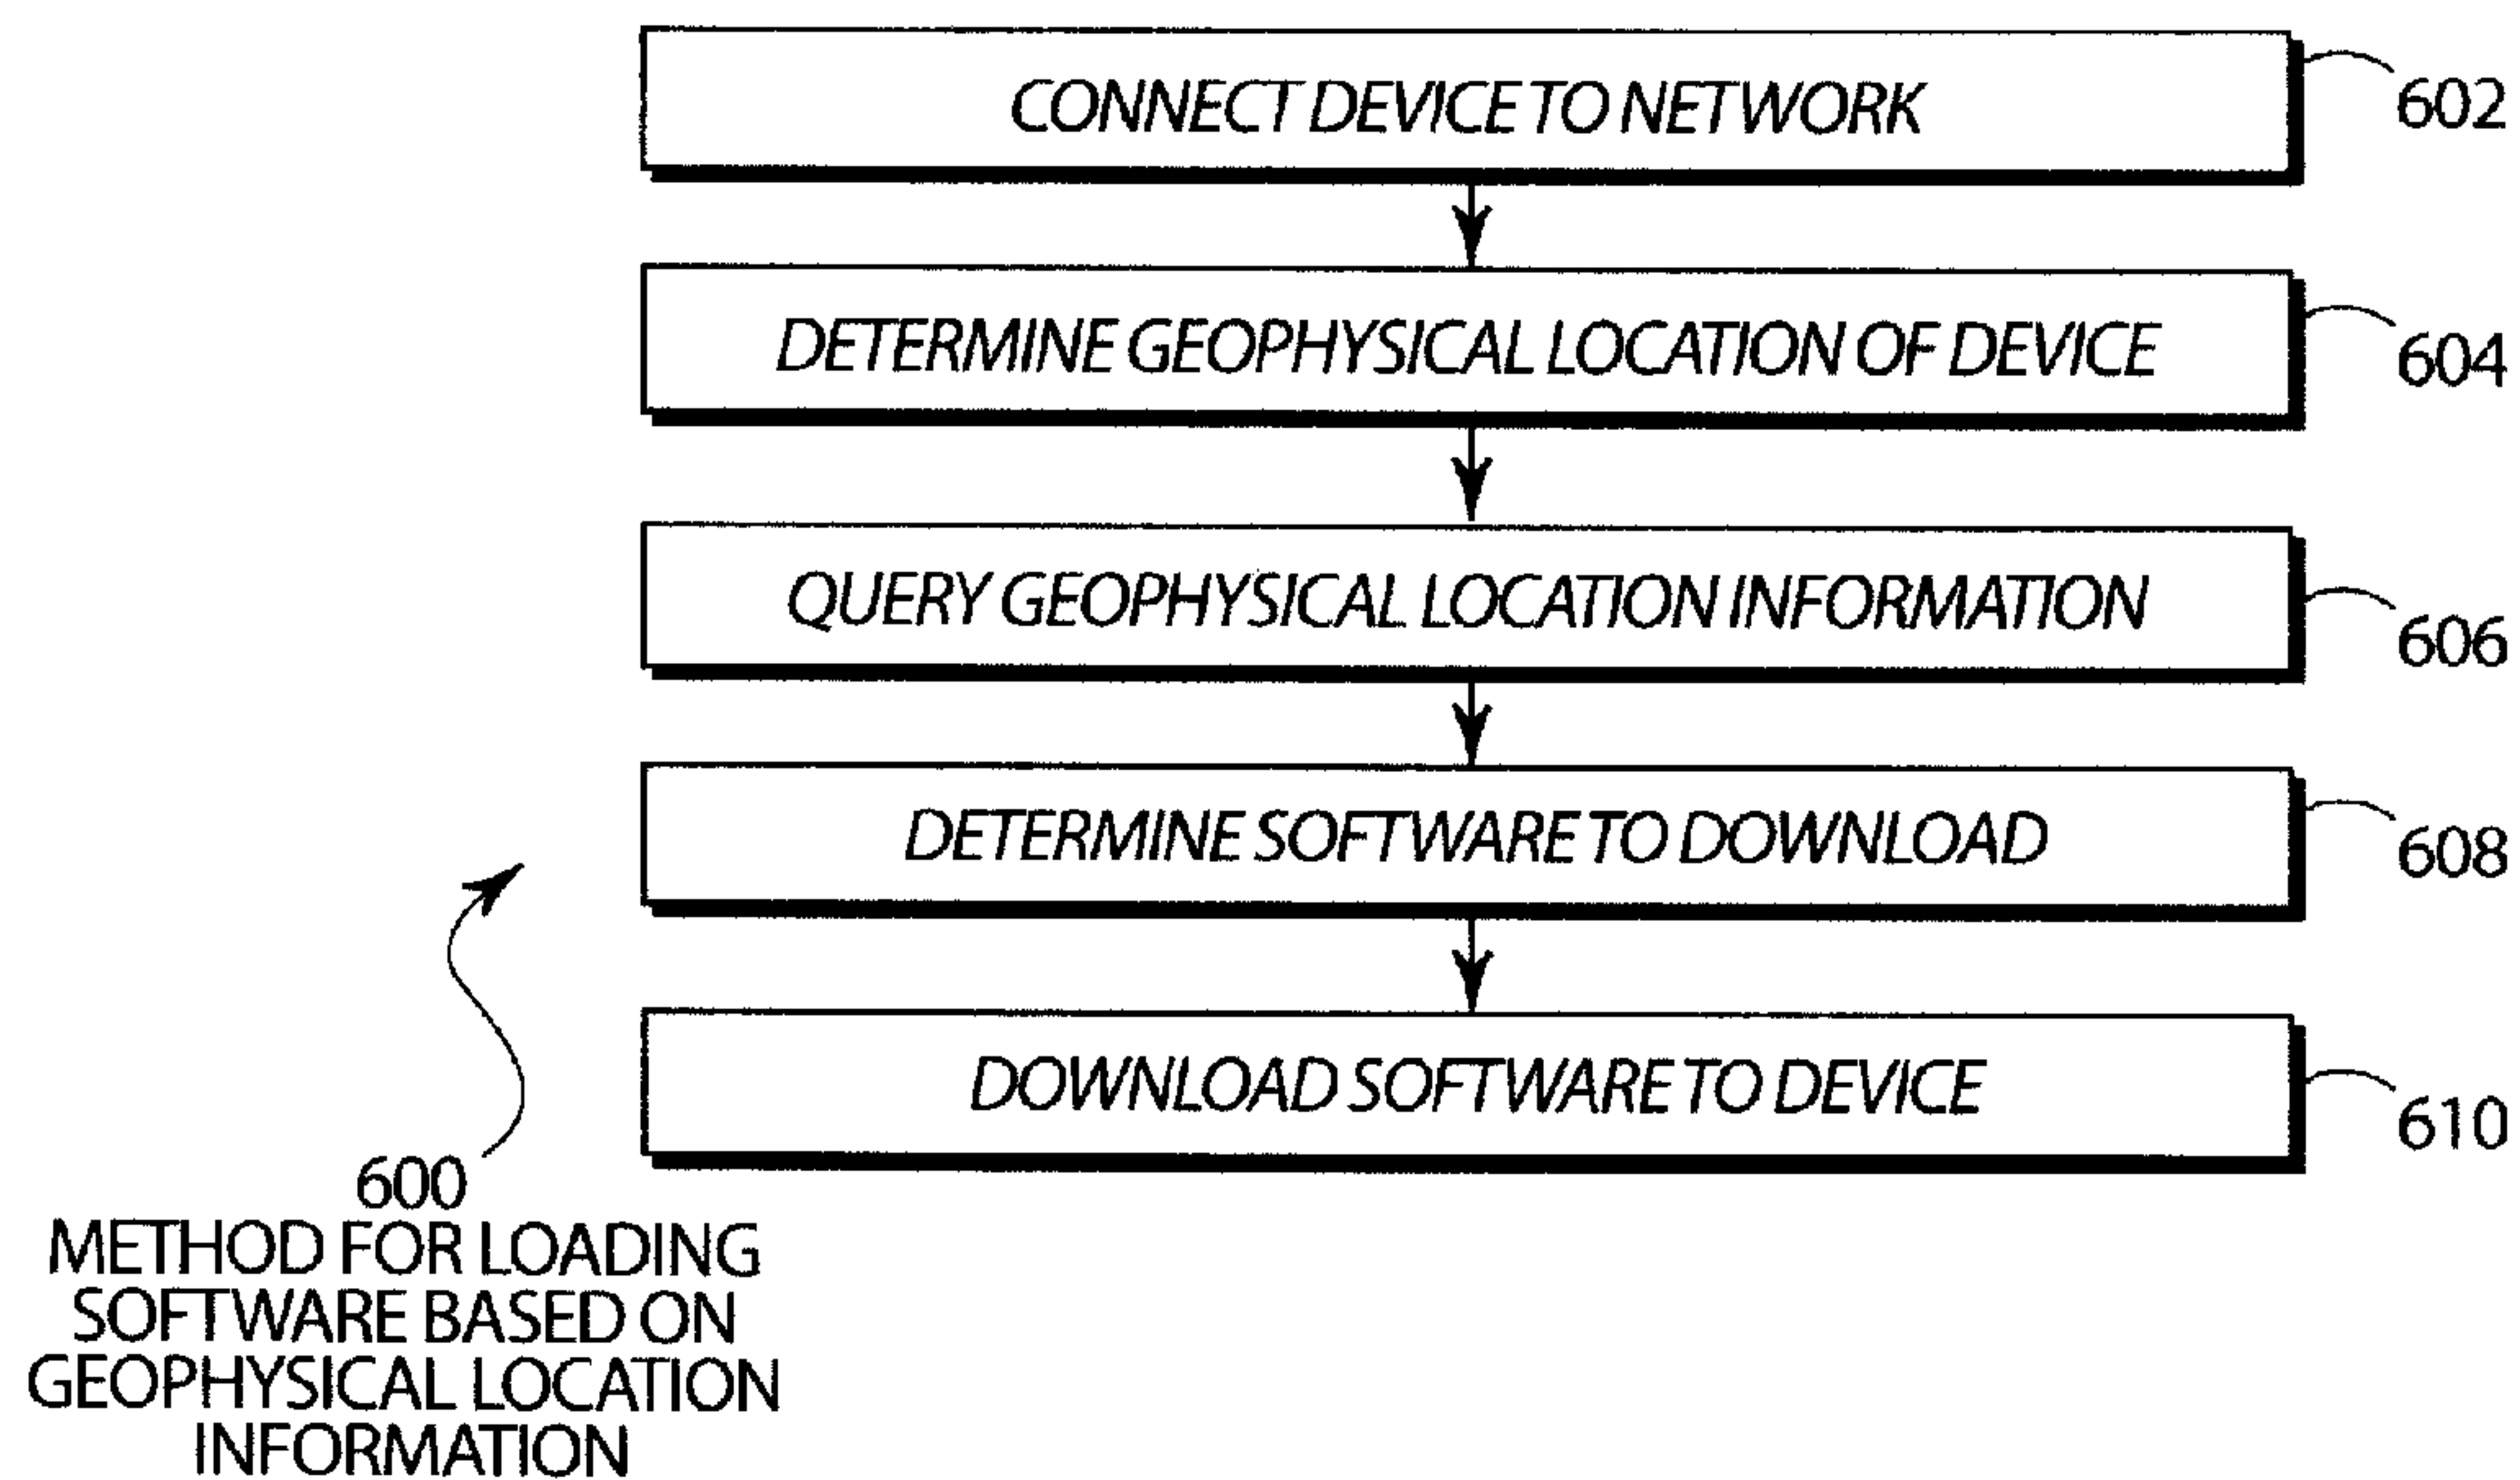 CONNECT DEVICE TO NETWORK
602
DETERMINE GEOPHYSICAL LOCATION OF DEVICE
604
QUERY GEOPHYSICAL LOCATION INFORMATION
606
DETERMINE SOFTWARE TO DOWNLOAD
608
DOWNLOAD SOFTWARE TO DEVICE
610
600
METHOD FOR LOADING
SOFTWARE BASED ON
GEOPHYSICAL LOCATION
INFORMATION